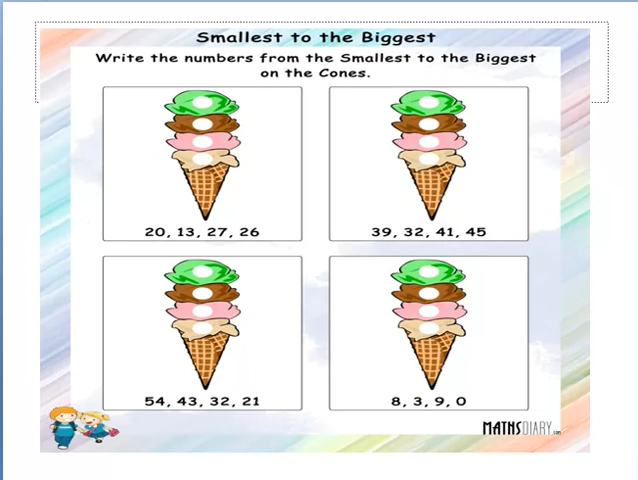 Smallest to the Biggest
Write the numbers from the Smallest to the Biggest
on the Cones.
20, 13, 27, 26
39, 32, 41, 45
54, 43, 32, 21
8, 3, 9, 0
MATHSDIARY.com